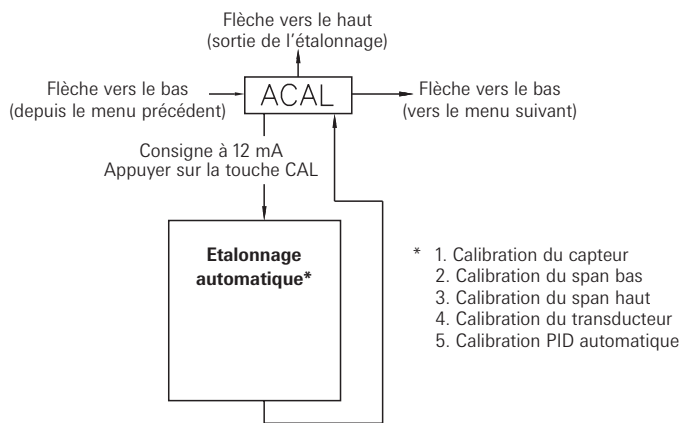 Flèche vers le haut
(sortie de l'étalonnage)
Flèche vers le bas
(depuis le menu précédent)
ACAL
Flèche vers le bas
(vers le menu suivant)
Consigne à 12 mA
Appuyer sur la touche CAL
Etalonnage
automatique*
* 1. Calibration du capteur
2. Calibration du span bas
3. Calibration du span haut
4. Calibration du transducteur
5. Calibration PID automatique